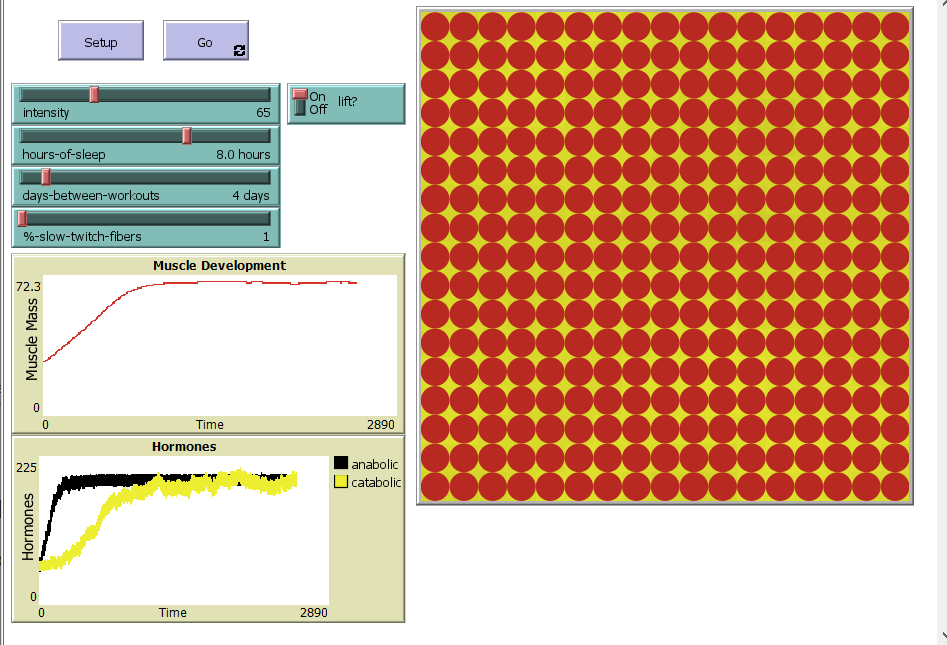 Setup
Go
intensity 65
On
Off
lift?
hours-of-sleep 8.0 hours
days-between-workouts 4 days
%-slow-twitch-fibers 1
Muscle Development
72.3
Muscle Mass
0
0 Time 2890
Hormones
225
Hormones
0
0 Time 2890
anabolic
catabolic